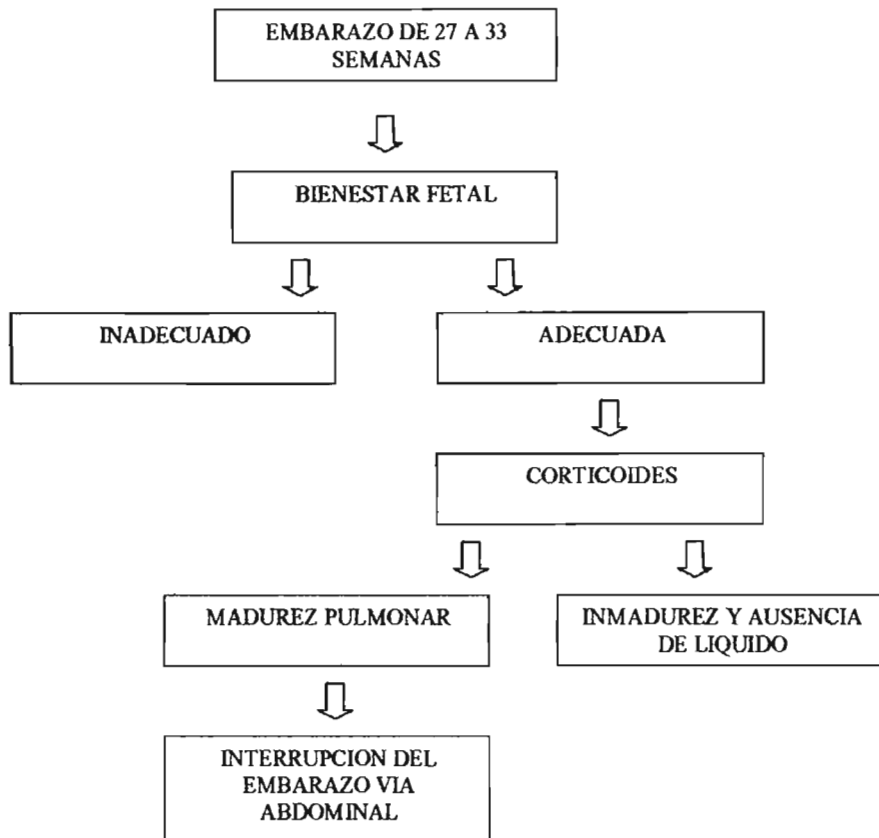 EMBARAZO DE 27 A 33
SEMANAS
BIENESTAR FETAL
INADECUADO
ADECUADA
CORTICOIDES
MADUREZ PULMONAR
INMADUREZ Y AUSENCIA
DE LIQUIDO
INTERRUPCION DEL
EMBARAZO VIA
ABDOMINAL